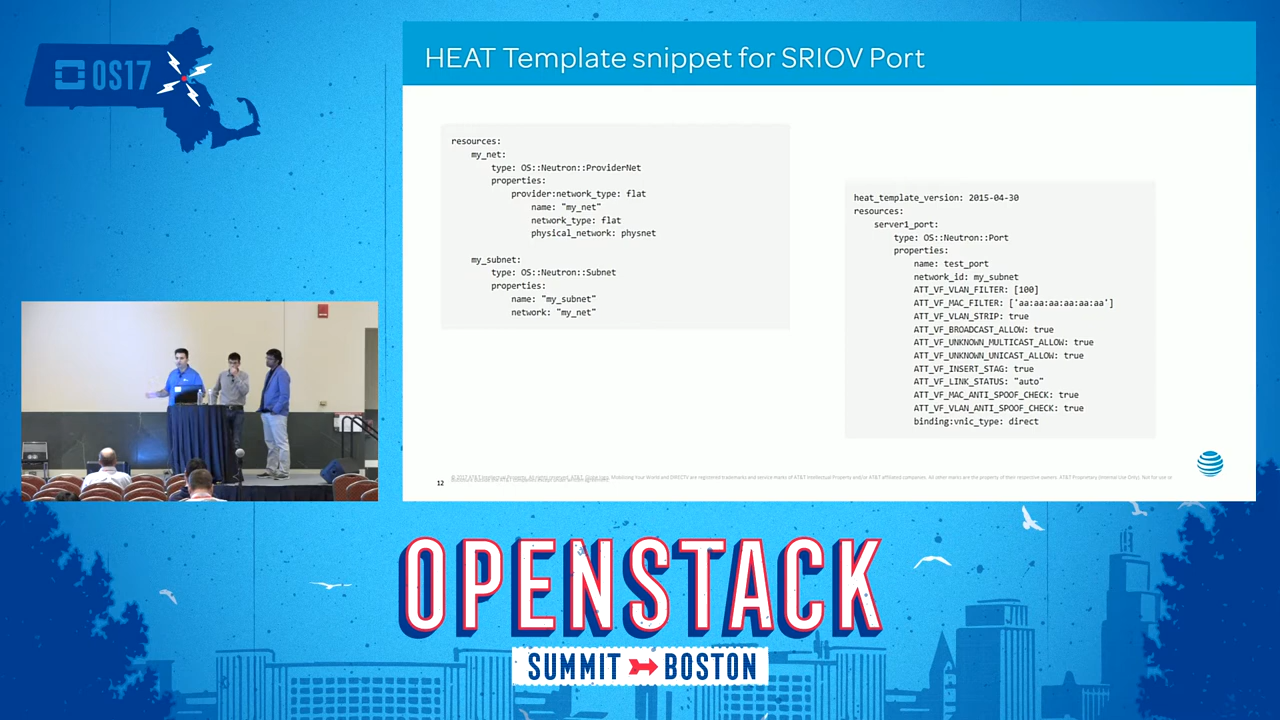 OS17
HEAT Template snippet for SRIOV Port
resources:
my_net:
type: OS::Neutron::ProviderNet
properties:
provider:network_type: flat
name: "my_net"
network_type: flat
physical_network: physnet
my_subnet:
type: OS::Neutron::Subnet
properties:
name: "my_subnet"
network: "my_net"
heat_template_version: 2015-04-30
resources:
server1_port:
type: OS::Neutron::Port
properties:
name: test_port
network_id: my_subnet
ATT_VF_VLAN_FILTER: [100]
ATT_VF_MAC_FILTER: ['aa:aa:aa:aa:aa:aa']
ATT_VF_VLAN_STRIP: true
ATT_VF_BROADCAST_ALLOW: true
ATT_VF_UNKNOWN_MULTICAST_ALLOW: true
ATT_VF_UNKNOWN_UNICAST_ALLOW: true
ATT_VF_INSERT_STAG: true
ATT_VF_LINK_STATUS: "auto"
ATT_VF_MAC_ANTI_SPOOF_CHECK: true
ATT_VF_VLAN_ANTI_SPOOF_CHECK: true
binding:vnic_type: direct
12
OPENSTACK
SUMMIT BOSTON